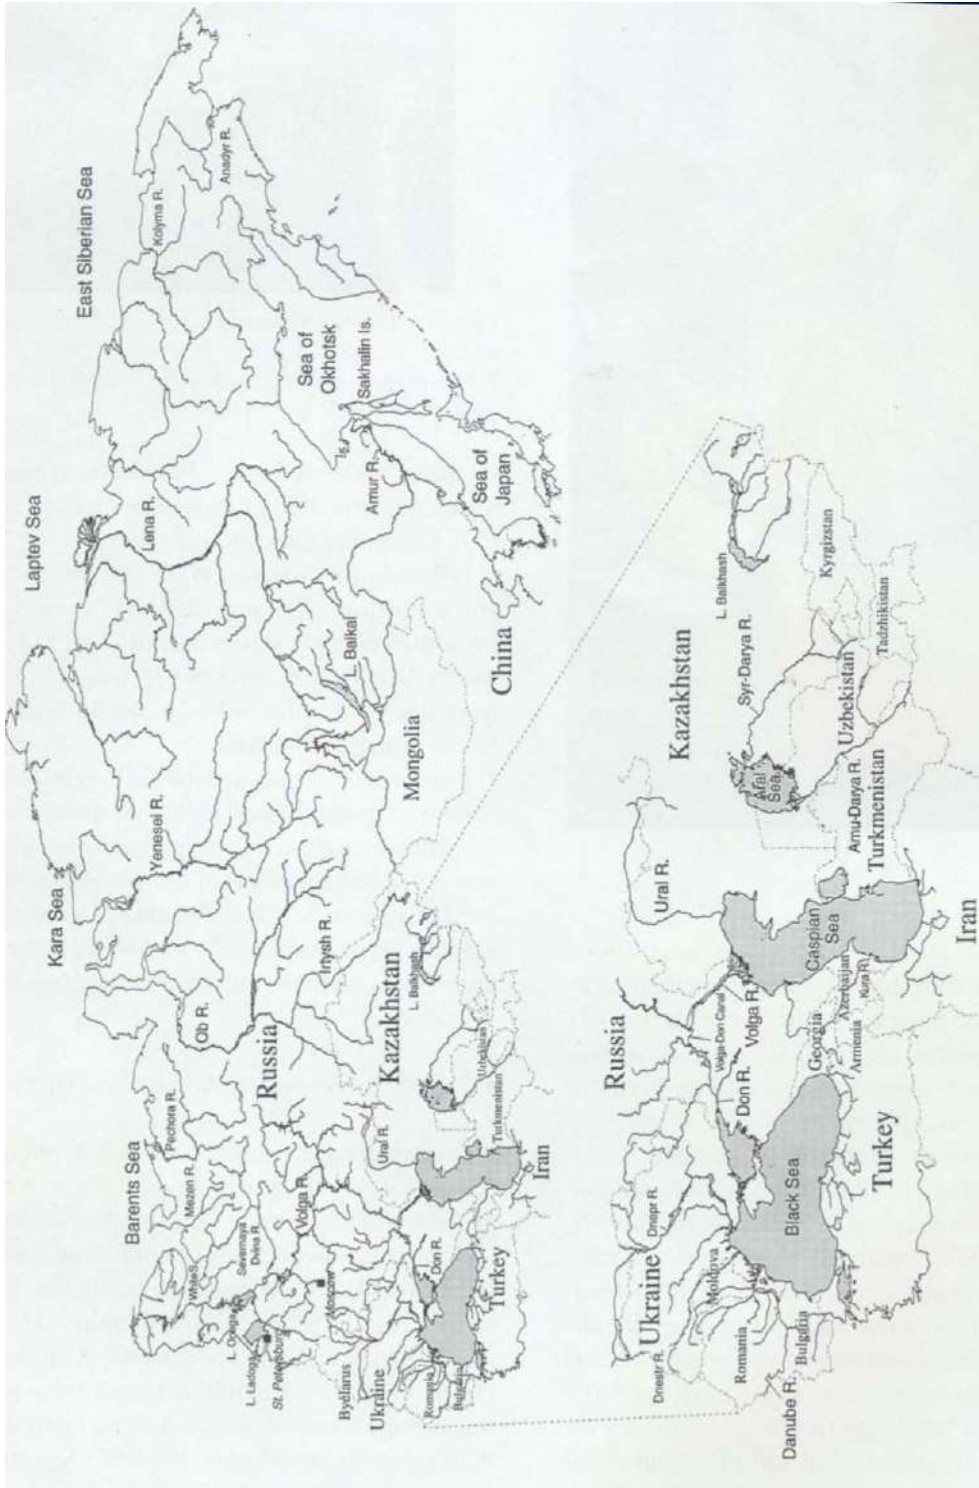 East Siberian Sea
Laptev Sea
Kara Sea
Barents Sea
Kolyma R.
Anadyr R.
Lena R.
Yenesei R.
Ob R.
Pechora R.
Mezen R.
White S.
Severnaya
Dvina R.
L. Onega
L. Ladoga
St. Petersburg
Moscow
Volga R.
Russia
Irtysh R.
L. Baikal
Amur R.
Sea of
Okhotsk
Sakhalin Is.
Sea of
Japan
China
Mongolia
Kazakhstan
L. Balkhash
Uzbekistan
Turkmenistan
Ural R.
Iran
Don R.
Turkey
Byelarus
Ukraine
Romania
Bulgaria
Russia
Kazakhstan
Ural R.
L. Balkhash
Syr-Darya R.
Kyrgizstan
Tadzhikistan
Uzbekistan
Aral
Sea
Amu-Darya R.
Turkmenistan
Caspian
Sea
Iran
Volga-Don Canal
Volga R.
Don R.
Georgia
Azerbaijan
Kura R.
Armenia
Black Sea
Turkey
Ukraine
Dnepr R.
Dnestr R.
Moldova
Romania
Bulgaria
Danube R.